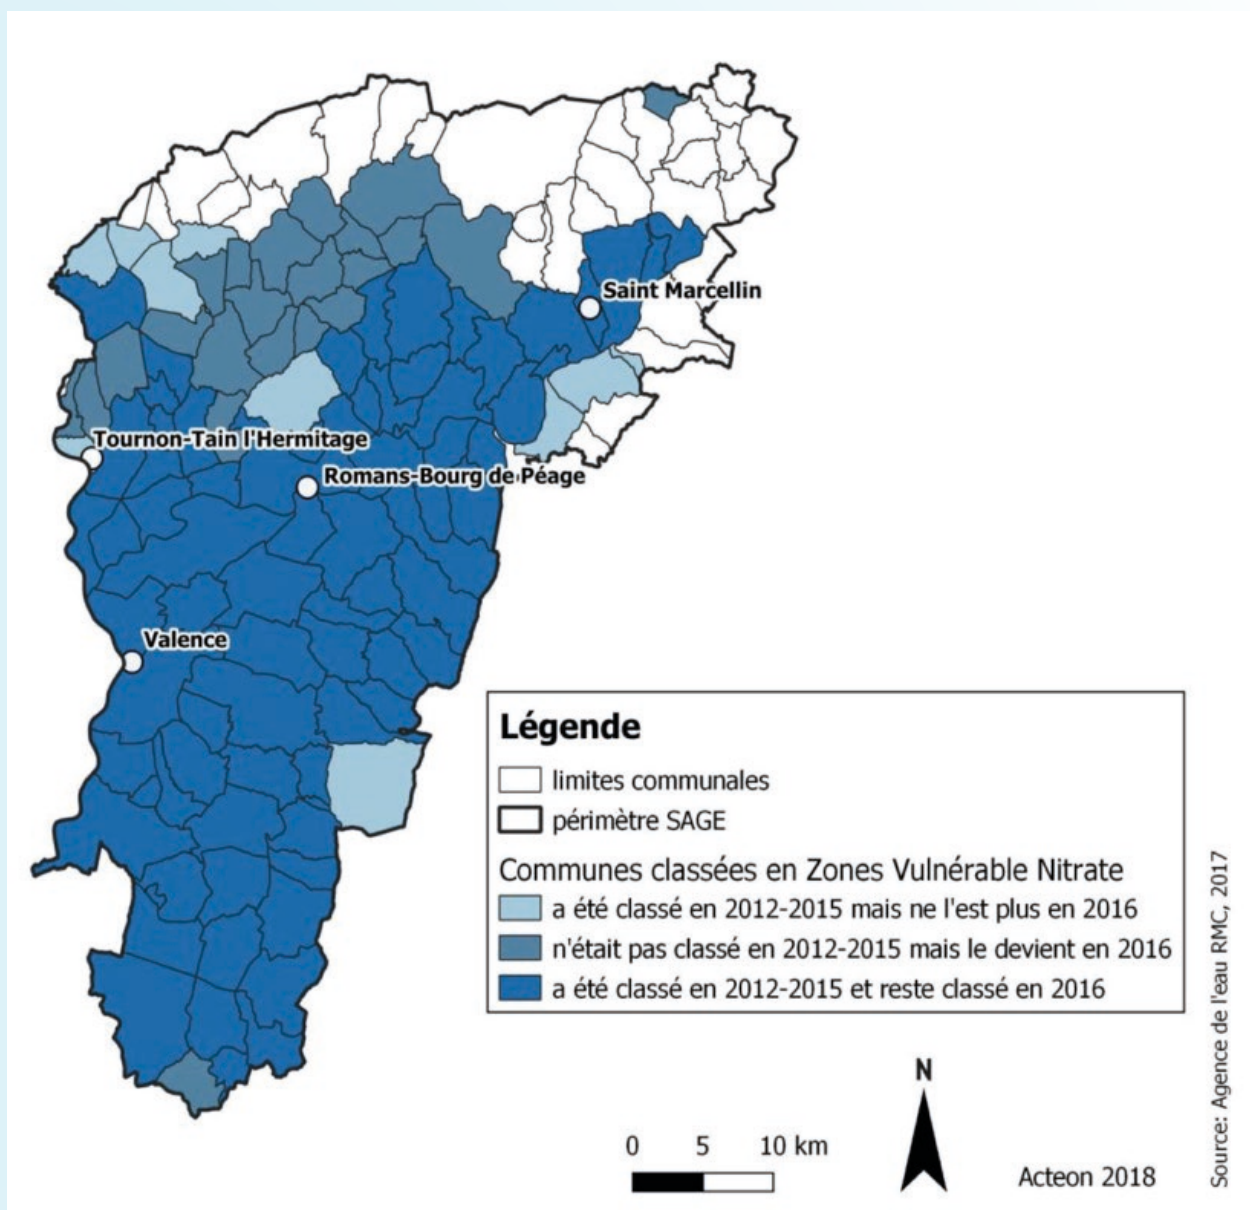 Saint Marcellin
Tournon-Tain l'Hermitage
Romans-Bourg de Péage
Valence
Légende
limites communales
périmètre SAGE
Communes classées en Zones Vulnérable Nitrate
a été classé en 2012-2015 mais ne l'est plus en 2016
n'était pas classé en 2012-2015 mais le devient en 2016
a été classé en 2012-2015 et reste classé en 2016
N
0 5 10 km
Acteon 2018
Source: Agence de l'eau RMC, 2017